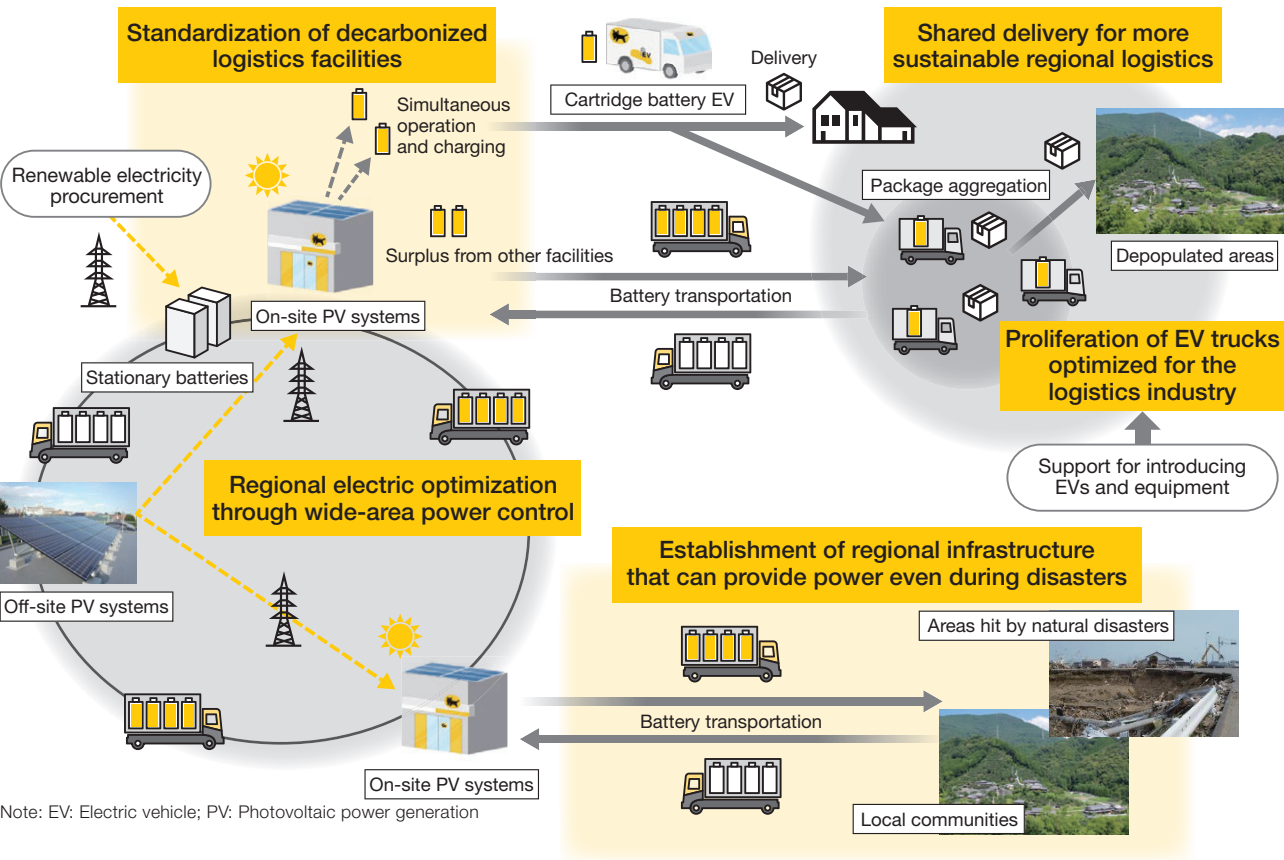 Standardization of decarbonized
logistics facilities
Simultaneous
operation
and charging
Renewable electricity
procurement
Surplus from other facilities
On-site PV systems
Stationary batteries
Cartridge battery EV
EV
Delivery
Shared delivery for more
sustainable regional logistics
Package aggregation
Depopulated areas
Battery transportation
Proliferation of EV trucks
optimized for the
logistics industry
Support for introducing
EVs and equipment
Regional electric optimization
through wide-area power control
Off-site PV systems
On-site PV systems
Establishment of regional infrastructure
that can provide power even during disasters
Areas hit by natural disasters
Battery transportation
Local communities
Note: EV: Electric vehicle; PV: Photovoltaic power generation